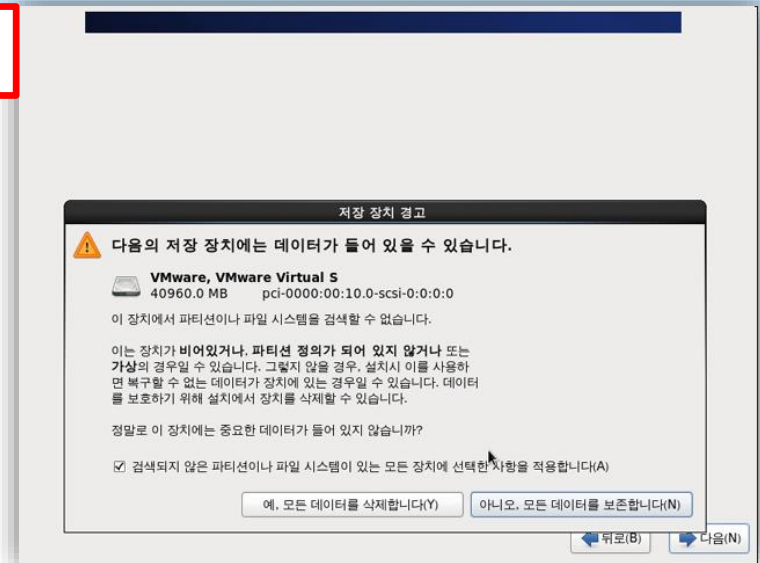 저장 장치 경고
다음의 저장 장치에는 데이터가 들어 있을 수 있습니다.
VMware, VMware Virtual S
40960.0 MB pci-0000:00:10.0-scsi-0:0:0:0
이 장치에서 파티션이나 파일 시스템을 검색할 수 없습니다.
이는 장치가 비어있거나, 파티션 정의가 되어 있지 않거나 또는
가상의 경우일 수 있습니다. 그렇지 않을 경우, 설치시 이를 사용하
면 복구할 수 없는 데이터가 장치에 있는 경우일 수 있습니다. 데이터
를 보호하기 위해 설치에서 장치를 삭제할 수 있습니다.
정말로 이 장치에는 중요한 데이터가 들어 있지 않습니까?
검색되지 않은 파티션이나 파일 시스템이 있는 모든 장치에 선택한 사항을 적용합니다(A)
예, 모든 데이터를 삭제합니다(Y) 아니오, 모든 데이터를 보존합니다(N)
뒤로(B) 다음(N)